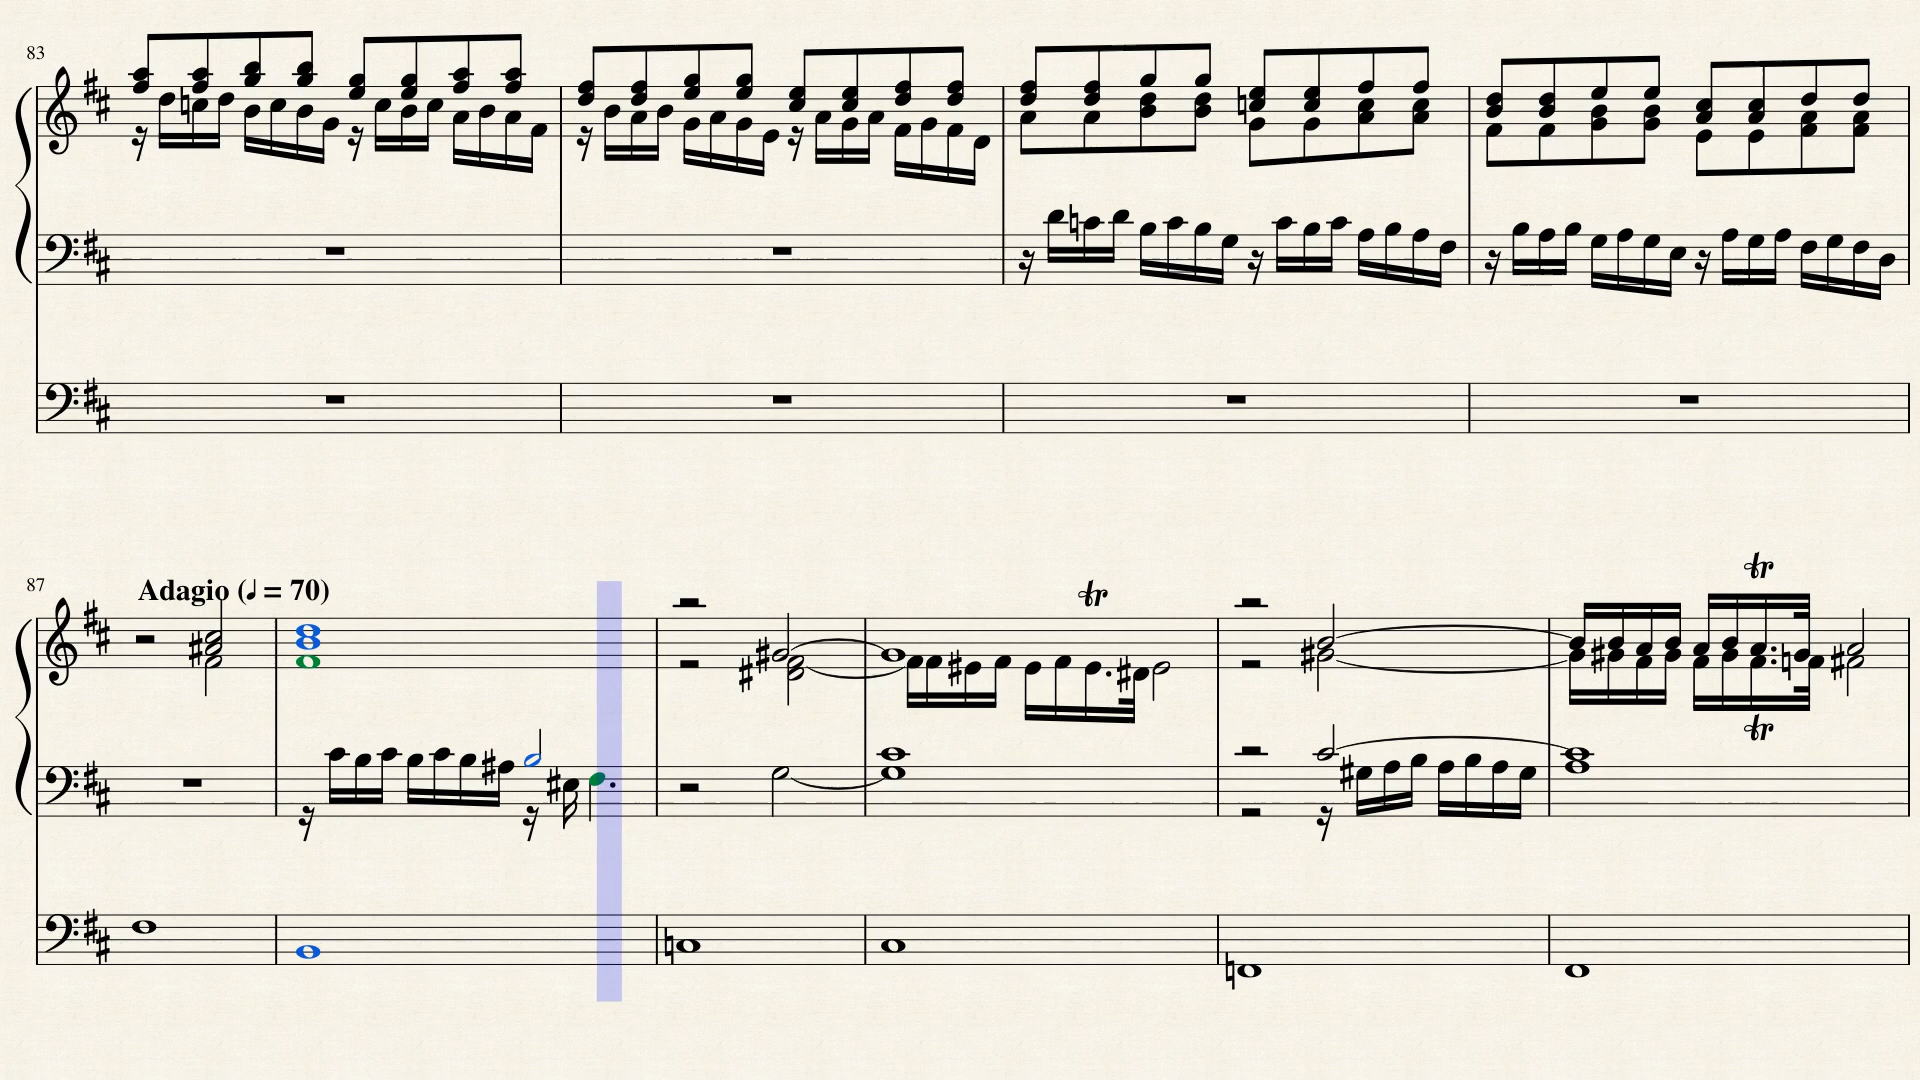 83
87
Adagio (♩ = 70)
tr
tr
tr